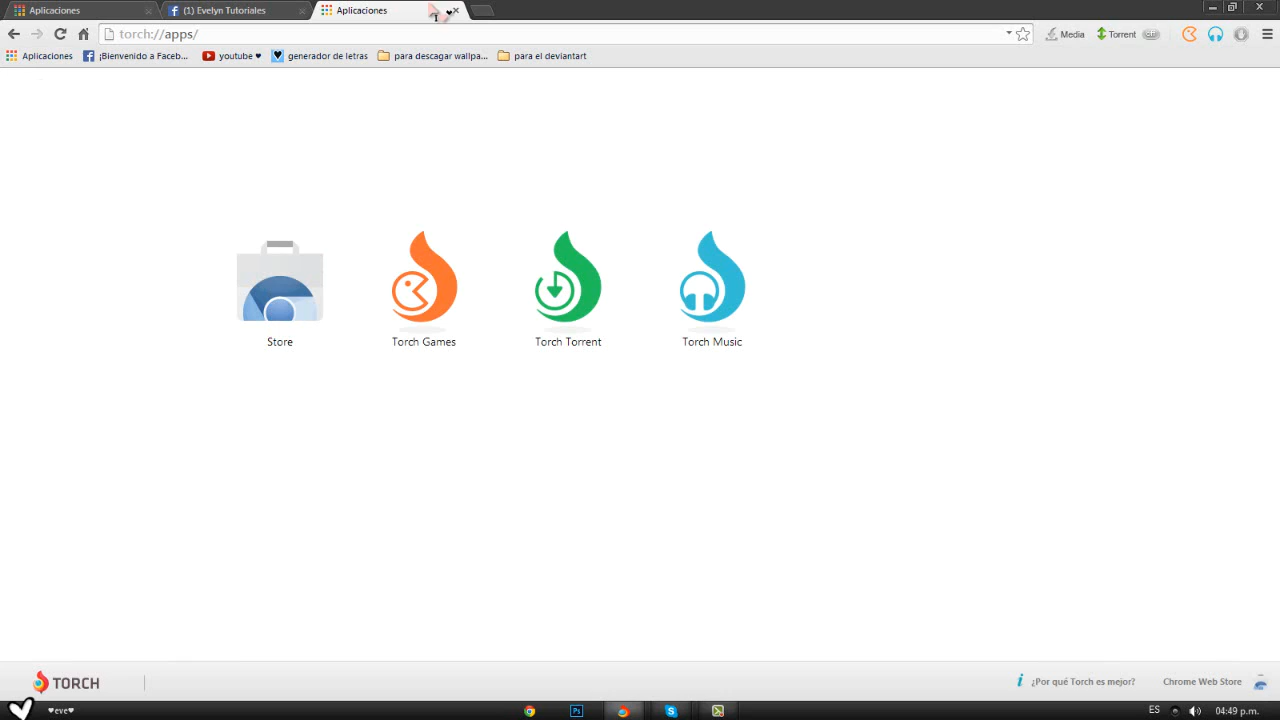 Aplicaciones
(1) Evelyn Tutoriales
Aplicaciones
torch://apps/
Media
Torrent
Aplicaciones
¡Bienvenido a Faceb...
youtube ♥
generador de letras
para descagar wallpa...
para el deviantart
Store
Torch Games
Torch Torrent
Torch Music
TORCH
¿Por qué Torch es mejor?
Chrome Web Store
♥eve♥
Ps
ES
04:49 p.m.